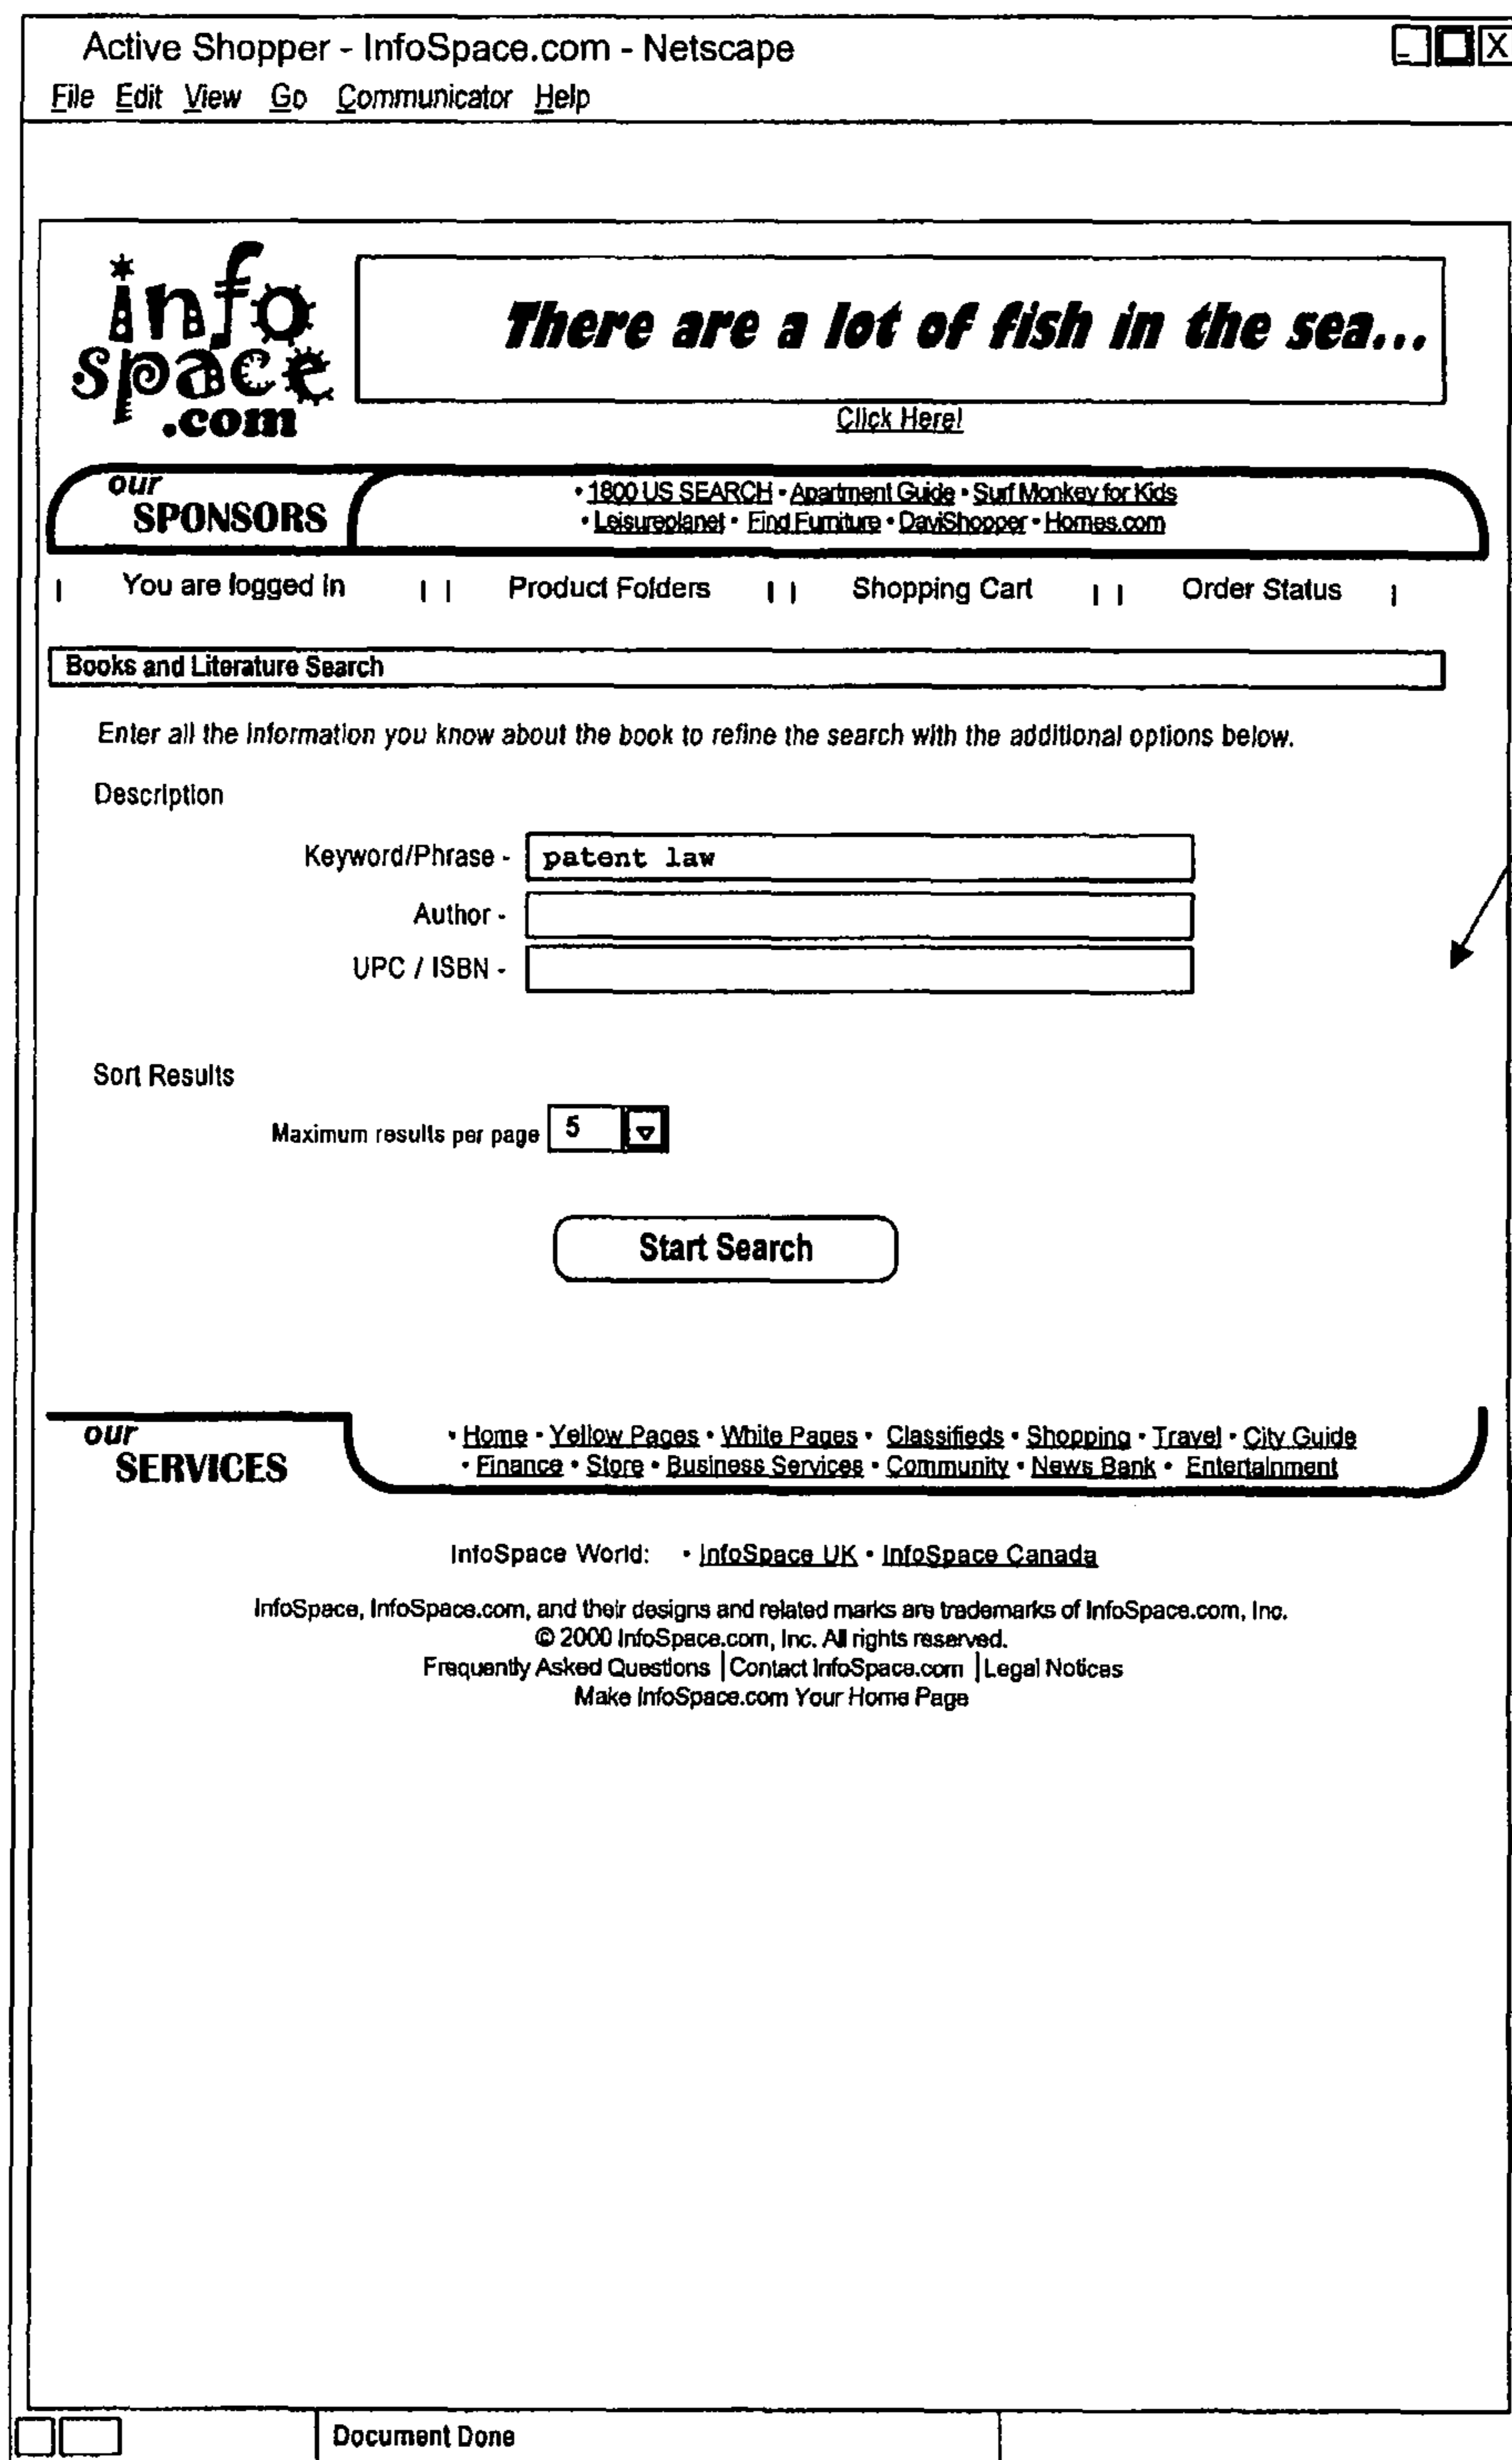 Active Shopper - InfoSpace.com - Netscape
X
File Edit View Go Communicator Help
info
space
.com
There are a lot of fish in the sea...
Click Here!
our
SPONSORS
• 1800 US SEARCH • Apartment Guide • Surf Monkey for Kids
• Leisureplanet • Find Furniture • DaviShopper • Homes.com
| You are logged in | | Product Folders | | Shopping Cart | | Order Status |
Books and Literature Search
Enter all the information you know about the book to refine the search with the additional options below.
Description
Keyword/Phrase - patent law
Author -
UPC / ISBN -
Sort Results
Maximum results per page 5
Start Search
our
SERVICES
• Home • Yellow Pages • White Pages • Classifieds • Shopping • Travel • City Guide
• Finance • Store • Business Services • Community • News Bank • Entertainment
InfoSpace World: • InfoSpace UK • InfoSpace Canada
InfoSpace, InfoSpace.com, and their designs and related marks are trademarks of InfoSpace.com, Inc.
© 2000 InfoSpace.com, Inc. All rights reserved.
Frequently Asked Questions | Contact InfoSpace.com | Legal Notices
Make InfoSpace.com Your Home Page
Document Done